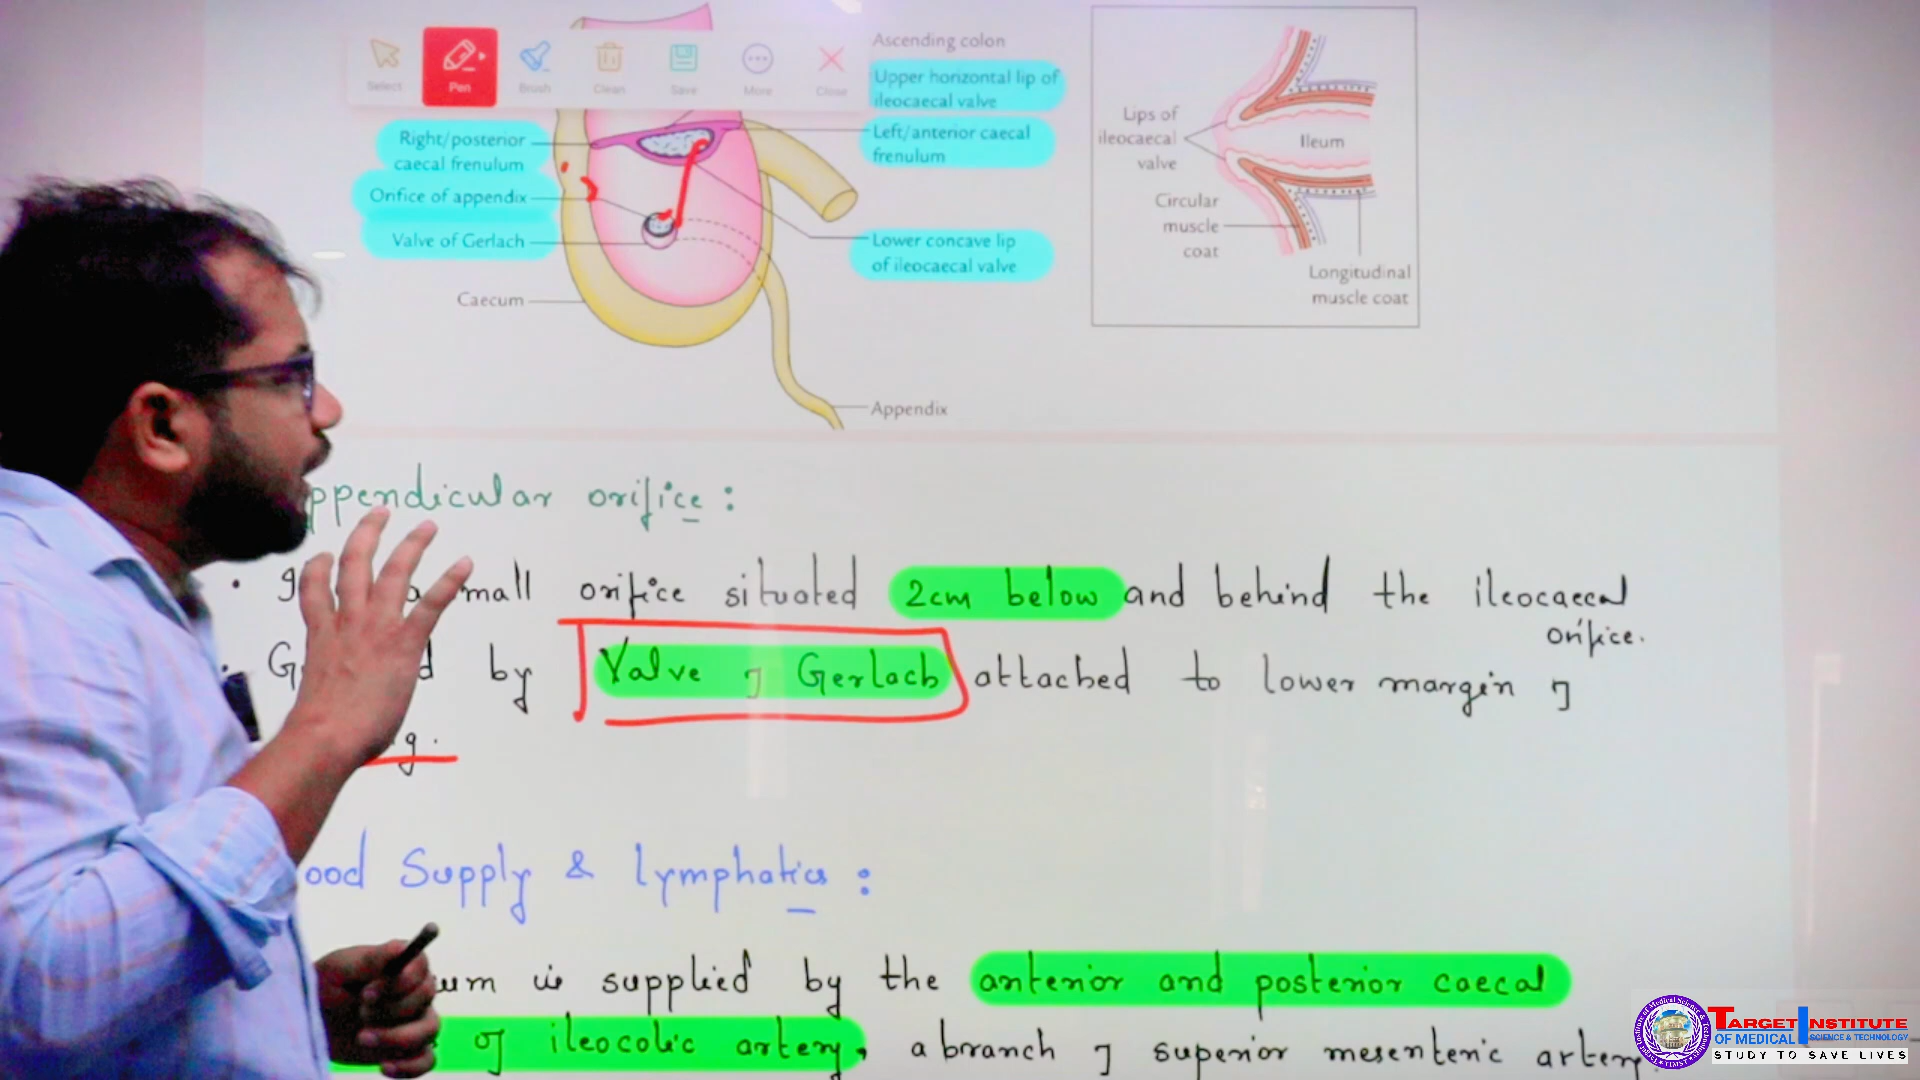 Select
Pen
Brush
Clean
Save
More
Close
Ascending colon
Upper horizontal lip of
ileocaecal valve
Right/posterior
caecal frenulum
Left/anterior caecal
frenulum
Orifice of appendix
Valve of Gerlach
Lower concave lip
of ileocaecal valve
Caecum
Appendix
Lips of
ileocaecal
valve
Ileum
Circular
muscle
coat
Longitudinal
muscle coat
ppendicular orifice :
small orifice situated 2cm below and behind the ileocaecal
orifice.
by Valve of Gerlach attached to lower margin of
ood Supply & lymphatics :
um is supplied by the anterior and posterior caecal
of ileocolic artery, a branch of superior mesenteric artery.
TARGET INSTITUTE
OF MEDICAL SCIENCE & TECHNOLOGY
STUDY TO SAVE LIVES